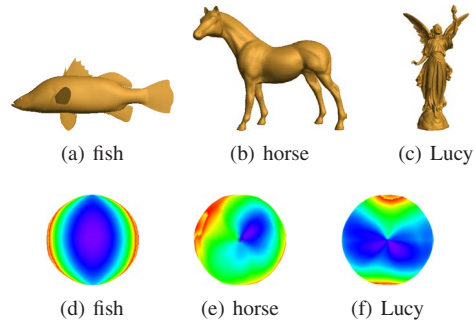 (a) fish (b) horse (c) Lucy
(d) fish (e) horse (f) Lucy